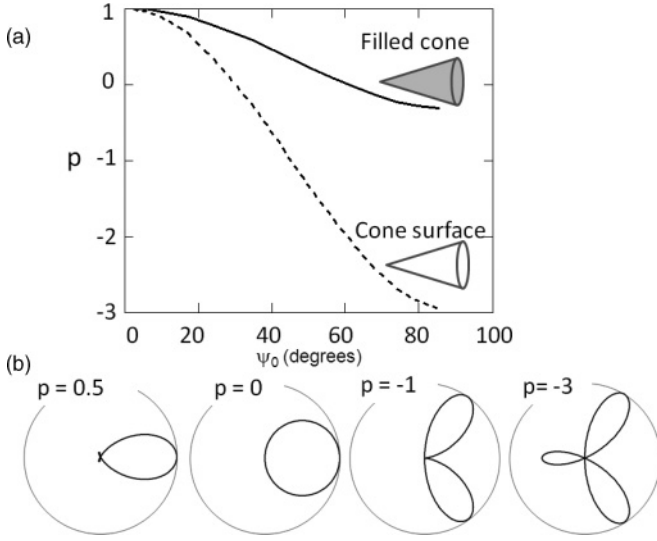 (a)
1
0
-1
-2
-3
p
Filled cone
Cone surface
0 20 40 60 80 100
ψ0 (degrees)
(b)
p = 0.5 p = 0 p = -1 p= -3